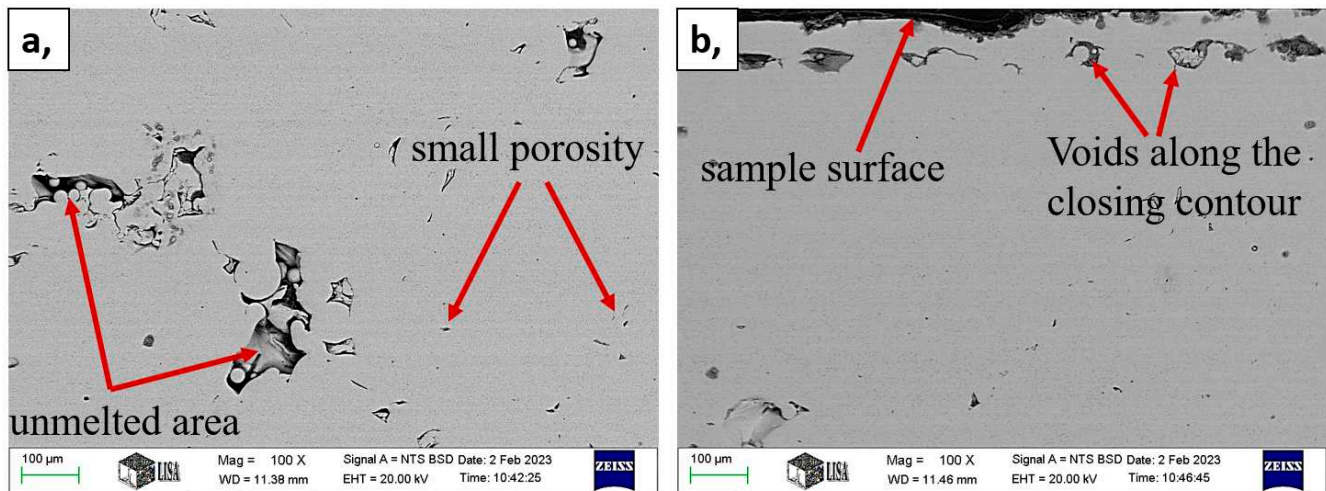 a,
small porosity
unmelted area
100 µm
LISA
Mag = 100 X
WD = 11.38 mm
Signal A = NTS BSD Date: 2 Feb 2023
EHT = 20.00 kV Time: 10:42:25
ZEISS
b,
sample surface
Voids along the
closing contour
100 µm
LISA
Mag = 100 X
WD = 11.46 mm
Signal A = NTS BSD Date: 2 Feb 2023
EHT = 20.00 kV Time: 10:46:45
ZEISS